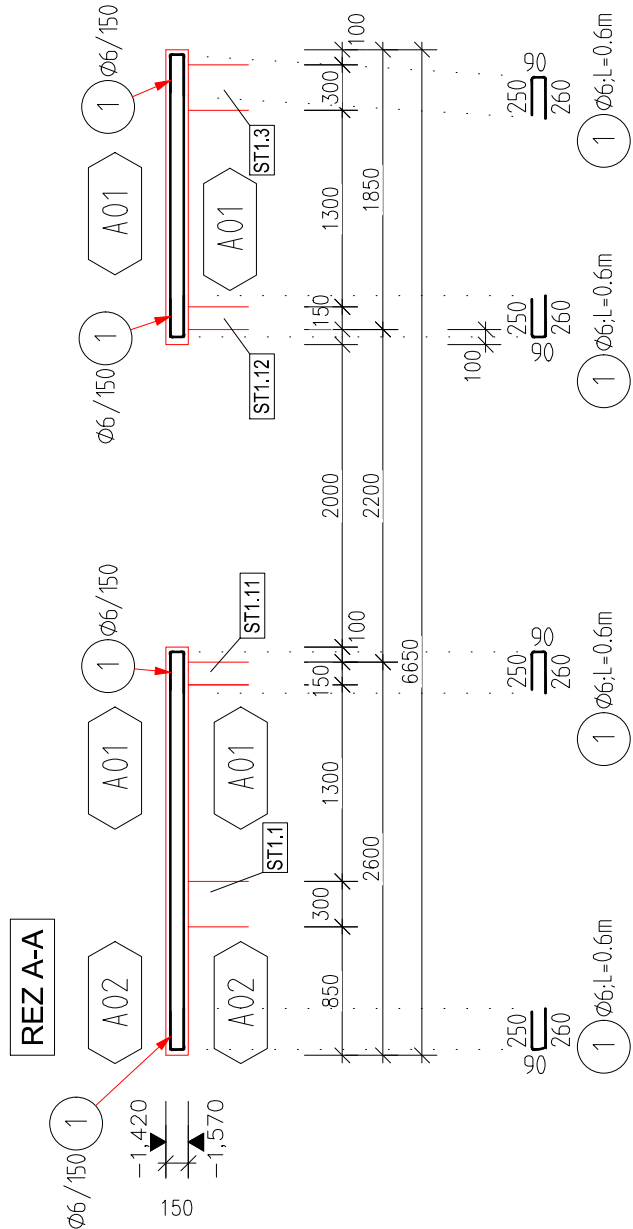 REZ A-A
Ø6/150
1
A02
A01
1
Ø6/150
Ø6/150
1
A01
1
Ø6/150
-1,420
-1,570
150
A02
A01
A01
ST1.1
ST1.11
ST1.12
ST1.3
850
300
1300
150
100
2000
150
1300
300
100
2600
2200
1850
6650
100
250
90
260
1
Ø6;L=0.6m
250
90
260
1
Ø6;L=0.6m
250
90
260
1
Ø6;L=0.6m
250
90
260
1
Ø6;L=0.6m